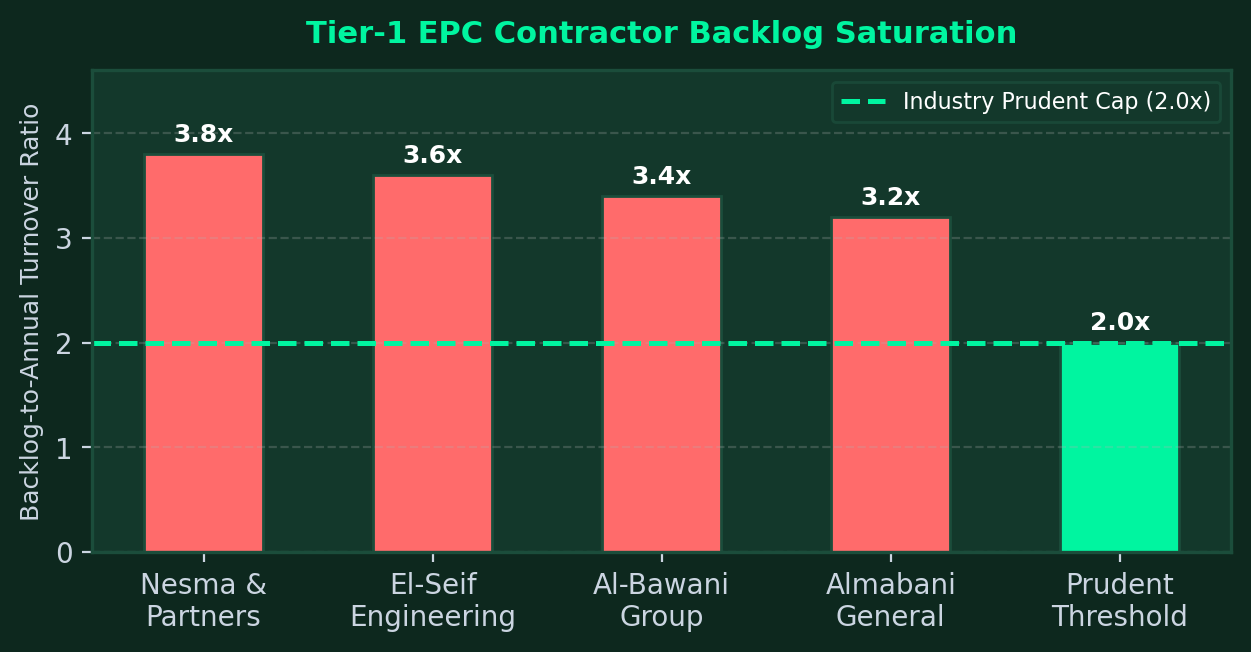 Tier-1 EPC Contractor Backlog Saturation
Industry Prudent Cap (2.0x)
Backlog-to-Annual Turnover Ratio
4
3
2
1
0
3.8x
3.6x
3.4x
3.2x
2.0x
Nesma &
Partners
El-Seif
Engineering
Al-Bawani
Group
Almabani
General
Prudent
Threshold